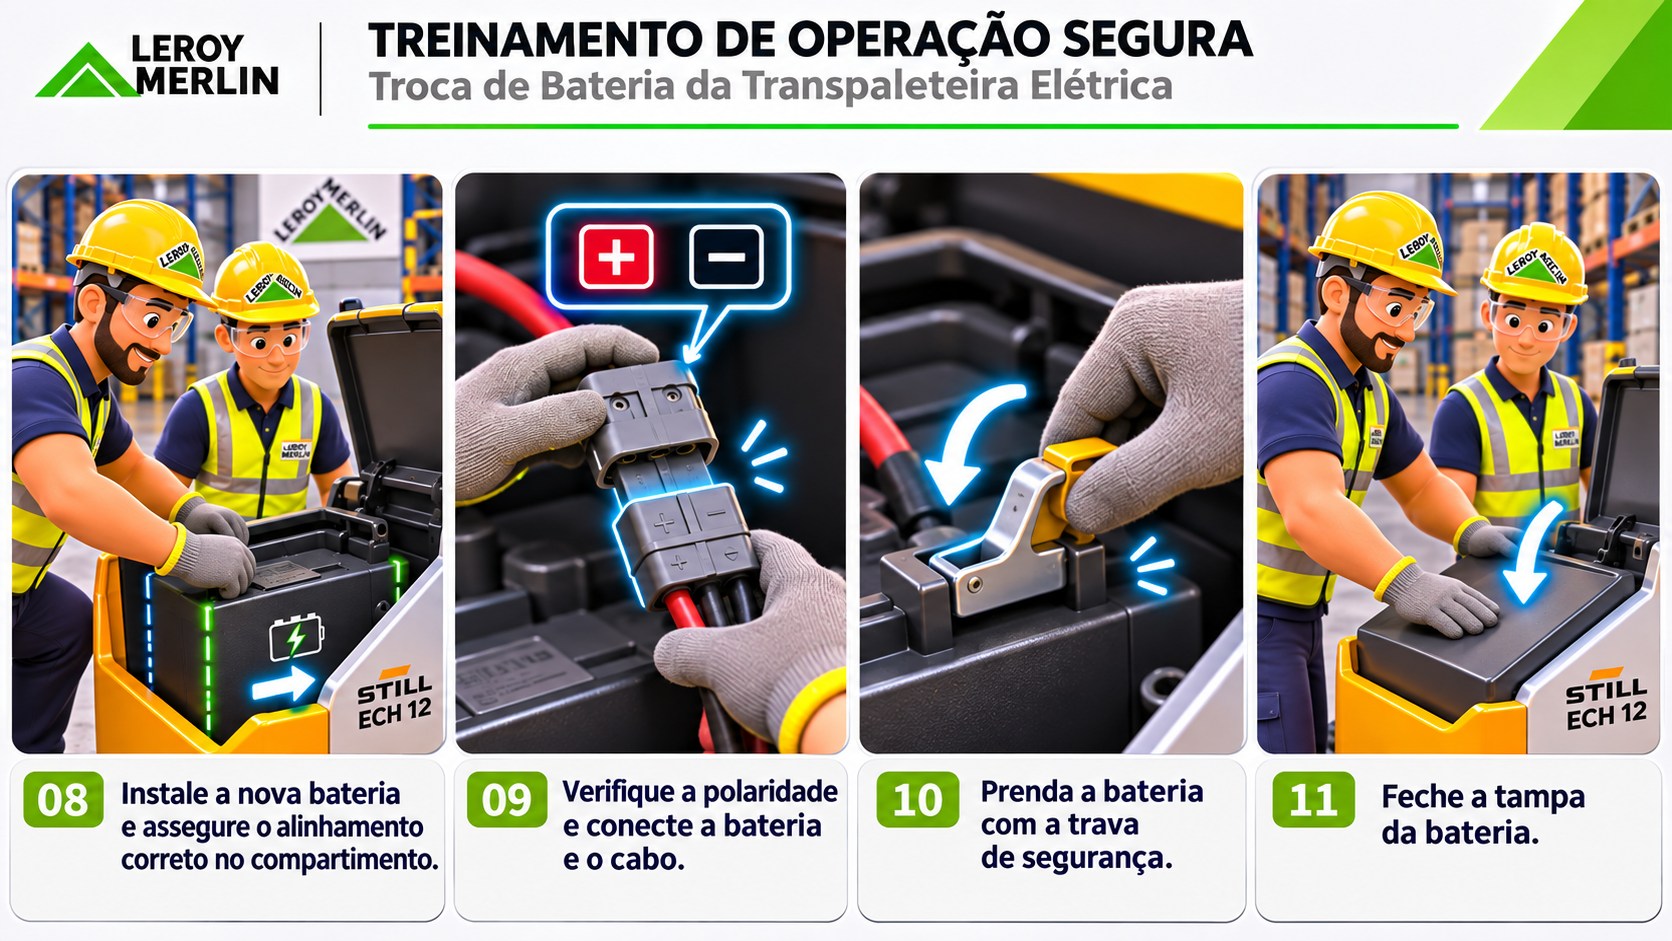 LEROY
MERLIN
TREINAMENTO DE OPERAÇÃO SEGURA
Troca de Bateria da Transpaleteira Elétrica
LEROY MERLIN
STILL
ECH 12
+ −
STILL
ECH 12
08
Instale a nova bateria
e assegure o alinhamento
correto no compartimento.
09
Verifique a polaridade
e conecte a bateria
e o cabo.
10
Prenda a bateria
com a trava
de segurança.
11
Feche a tampa
da bateria.